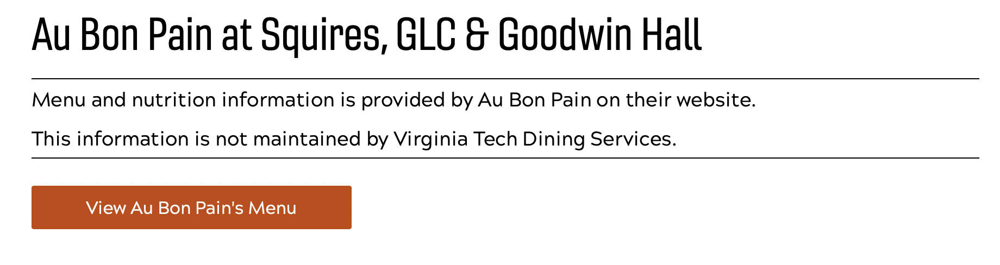 Au Bon Pain at Squires, GLC & Goodwin Hall
Menu and nutrition information is provided by Au Bon Pain on their website.
This information is not maintained by Virginia Tech Dining Services.
View Au Bon Pain's Menu